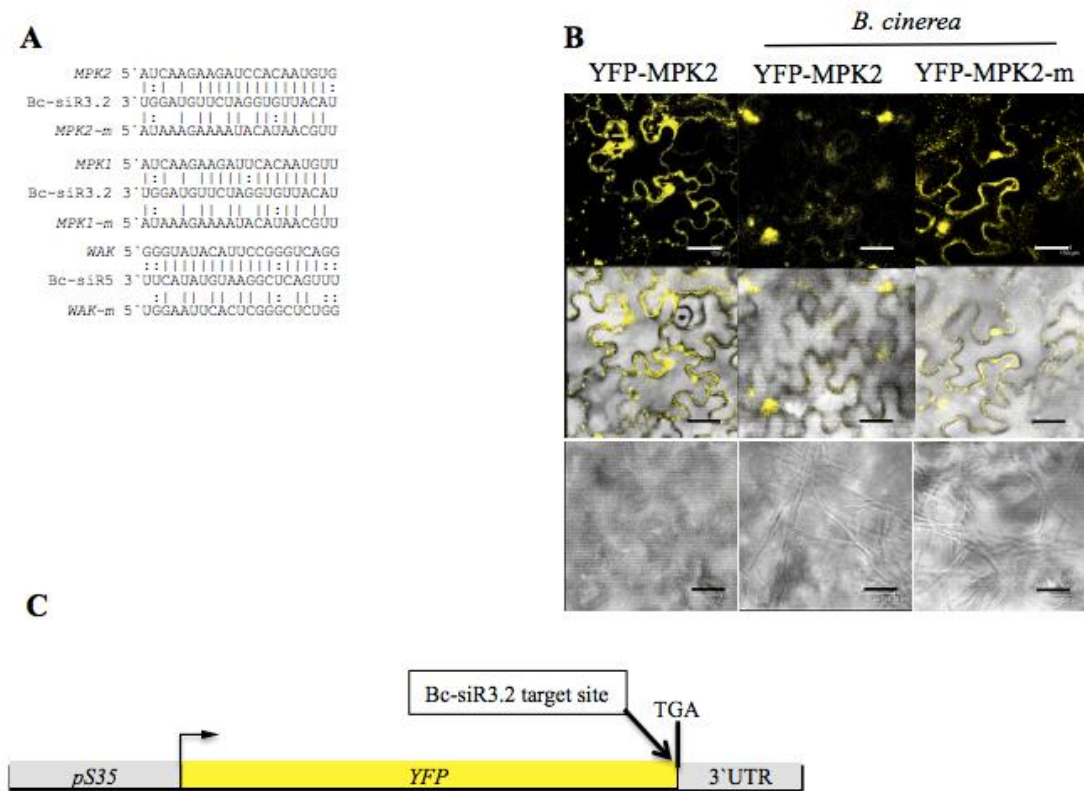 A
MPK2 5`AUCAAGAAGAUCCACAAUGUG
Bc-siR3.2 3`UGGAUGUUCUAGGUGUUACAU
MPK2-m 5`AUAAAGAAAAUACAUAACGUU
MPK1 5`AUCAAGAAGAUUCACAAUGUU
Bc-siR3.2 3`UGGAUGUUCUAGGUGUUACAU
MPK1-m 5`AUAAAGAAAAUACAUAACGUU
WAK 5`GGGUAUACAUUCCGGGUCAGG
Bc-siR5 3`UUCAUAUGUAAGGCUCAGUUU
WAK-m 5`UGGAAUUCACUCGGGCUCUGG
B
B. cinerea
YFP-MPK2 YFP-MPK2 YFP-MPK2-m
C
Bc-siR3.2 target site
TGA
pS35 YFP 3`UTR